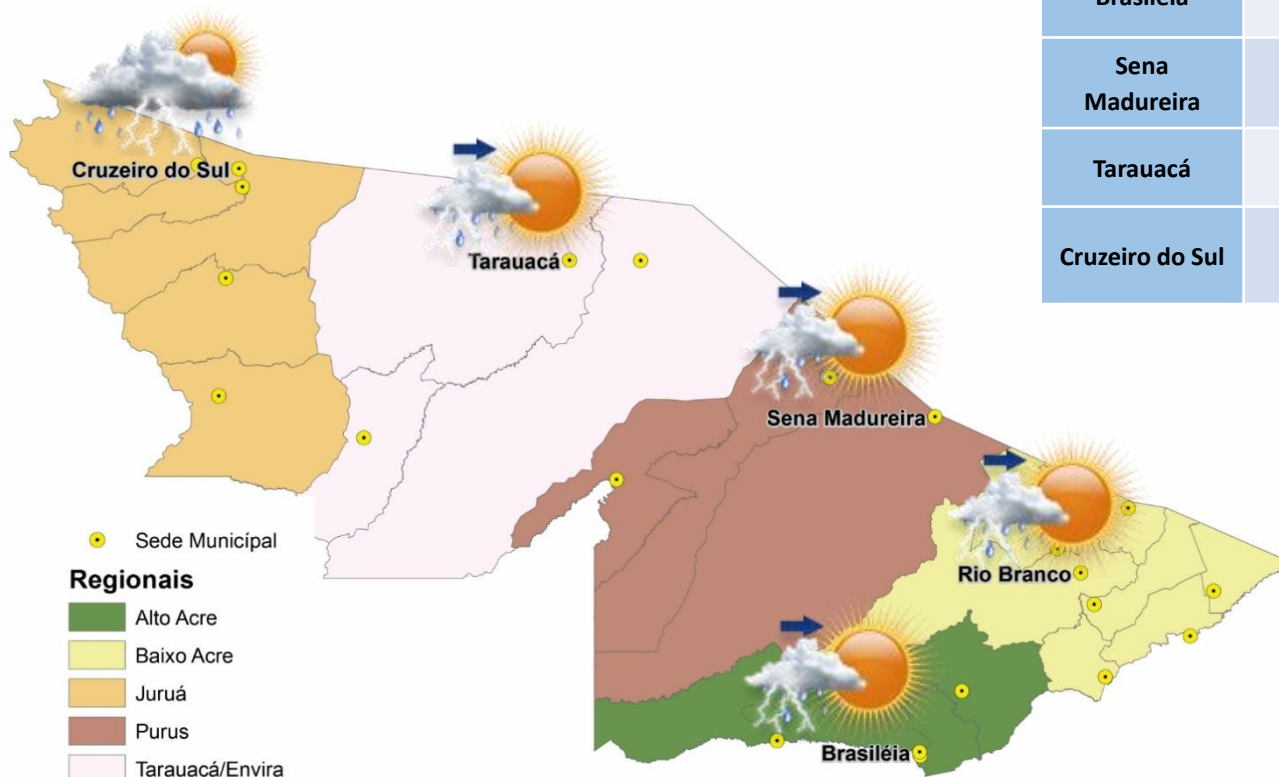 Brasiléia
Sena
Madureira
Tarauacá
Cruzeiro do Sul
Cruzeiro do Sul
Tarauacá
Sena Madureira
Rio Branco
Brasiléia
Sede Municípal
Regionais
Alto Acre
Baixo Acre
Juruá
Purus
Tarauacá/Envira